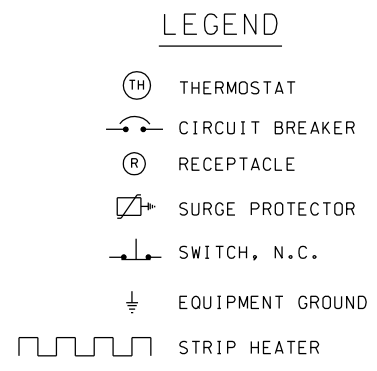 LEGEND
TH THERMOSTAT
CIRCUIT BREAKER
R RECEPTACLE
SURGE PROTECTOR
SWITCH, N.C.
EQUIPMENT GROUND
STRIP HEATER